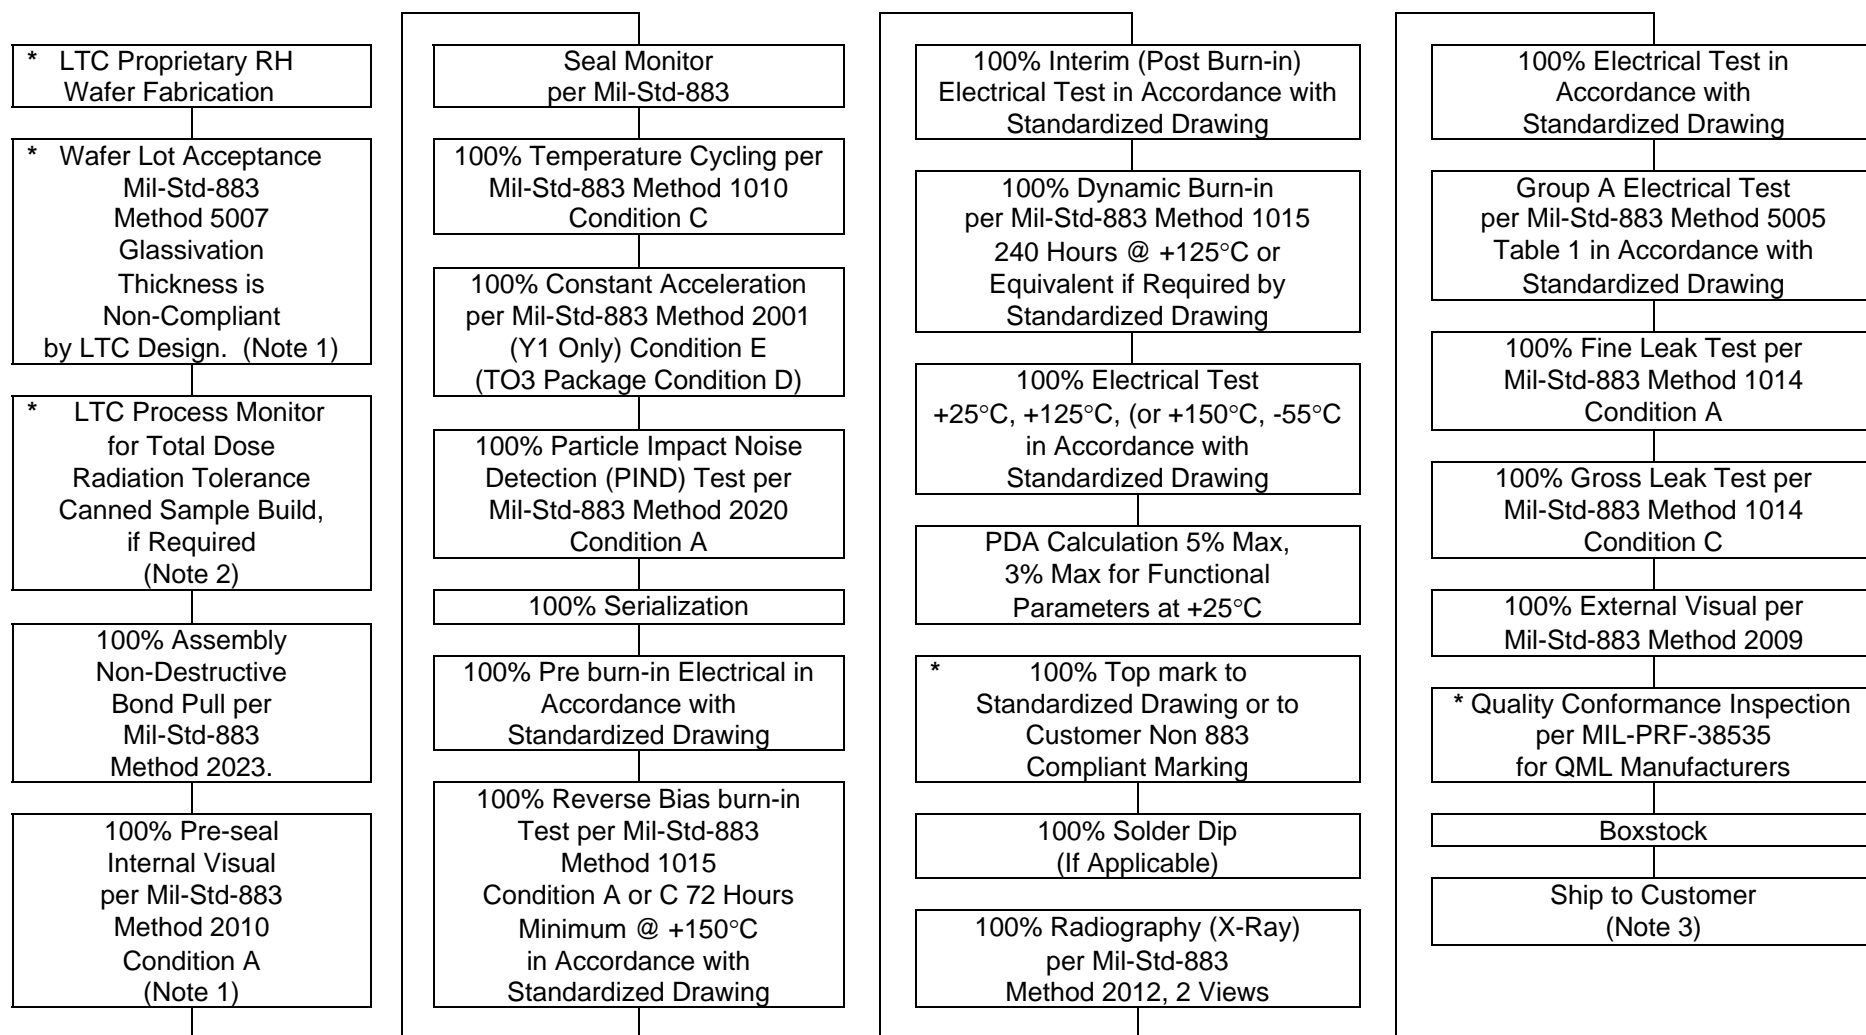 * LTC Proprietary RH
Wafer Fabrication
* Wafer Lot Acceptance
Mil-Std-883
Method 5007
Glassivation
Thickness is
Non-Compliant
by LTC Design. (Note 1)
* LTC Process Monitor
for Total Dose
Radiation Tolerance
Canned Sample Build,
if Required
(Note 2)
100% Assembly
Non-Destructive
Bond Pull per
Mil-Std-883
Method 2023.
100% Pre-seal
Internal Visual
per Mil-Std-883
Method 2010
Condition A
(Note 1)
Seal Monitor
per Mil-Std-883
100% Temperature Cycling per
Mil-Std-883 Method 1010
Condition C
100% Constant Acceleration
per Mil-Std-883 Method 2001
(Y1 Only) Condition E
(TO3 Package Condition D)
100% Particle Impact Noise
Detection (PIND) Test per
Mil-Std-883 Method 2020
Condition A
100% Serialization
100% Pre burn-in Electrical in
Accordance with
Standardized Drawing
100% Reverse Bias burn-in
Test per Mil-Std-883
Method 1015
Condition A or C 72 Hours
Minimum @ +150°C
in Accordance with
Standardized Drawing
100% Interim (Post Burn-in)
Electrical Test in Accordance with
Standardized Drawing
100% Dynamic Burn-in
per Mil-Std-883 Method 1015
240 Hours @ +125°C or
Equivalent if Required by
Standardized Drawing
100% Electrical Test
+25°C, +125°C, (or +150°C, -55°C
in Accordance with
Standardized Drawing
PDA Calculation 5% Max,
3% Max for Functional
Parameters at +25°C
* 100% Top mark to
Standardized Drawing or to
Customer Non 883
Compliant Marking
100% Solder Dip
(If Applicable)
100% Radiography (X-Ray)
per Mil-Std-883
Method 2012, 2 Views
100% Electrical Test in
Accordance with
Standardized Drawing
Group A Electrical Test
per Mil-Std-883 Method 5005
Table 1 in Accordance with
Standardized Drawing
100% Fine Leak Test per
Mil-Std-883 Method 1014
Condition A
100% Gross Leak Test per
Mil-Std-883 Method 1014
Condition C
100% External Visual per
Mil-Std-883 Method 2009
* Quality Conformance Inspection
per MIL-PRF-38535
for QML Manufacturers
Boxstock
Ship to Customer
(Note 3)